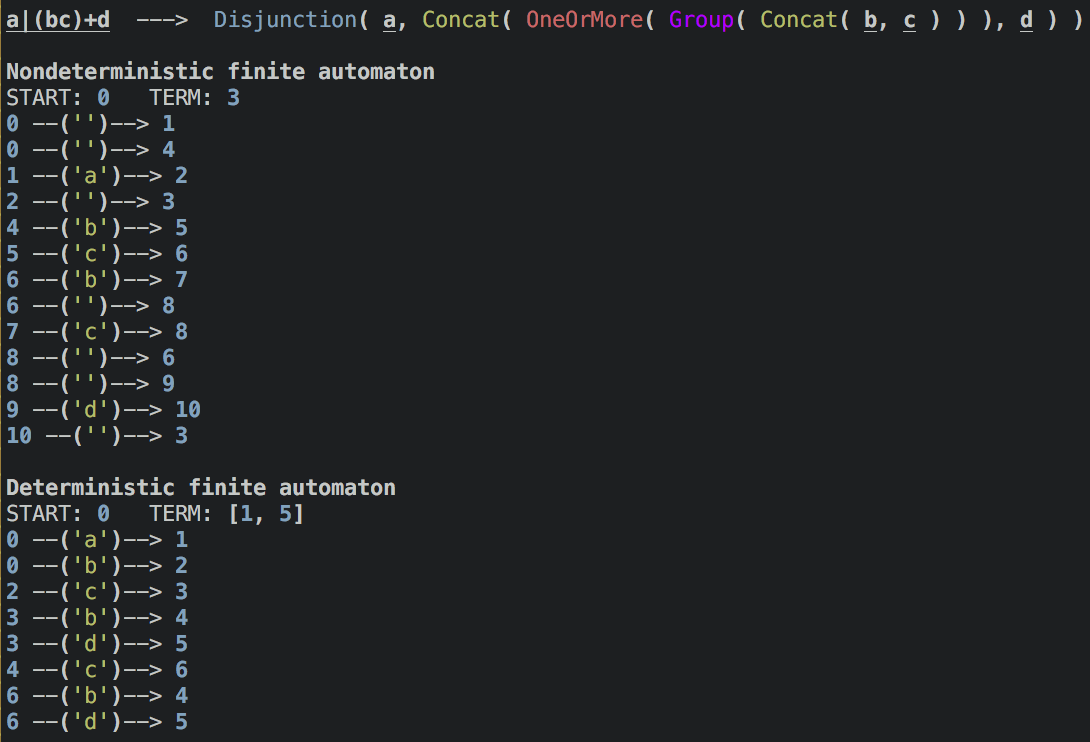 a|(bc)+d ---> Disjunction( a, Concat( OneOrMore( Group( Concat( b, c ) ) ), d ) )
Nondeterministic finite automaton
START: 0 TERM: 3
0 --('')--> 1
0 --('')--> 4
1 --('a')--> 2
2 --('')--> 3
4 --('b')--> 5
5 --('c')--> 6
6 --('b')--> 7
6 --('')--> 8
7 --('c')--> 8
8 --('')--> 6
8 --('')--> 9
9 --('d')--> 10
10 --('')--> 3
Deterministic finite automaton
START: 0 TERM: [1, 5]
0 --('a')--> 1
0 --('b')--> 2
2 --('c')--> 3
3 --('b')--> 4
3 --('d')--> 5
4 --('c')--> 6
6 --('b')--> 4
6 --('d')--> 5